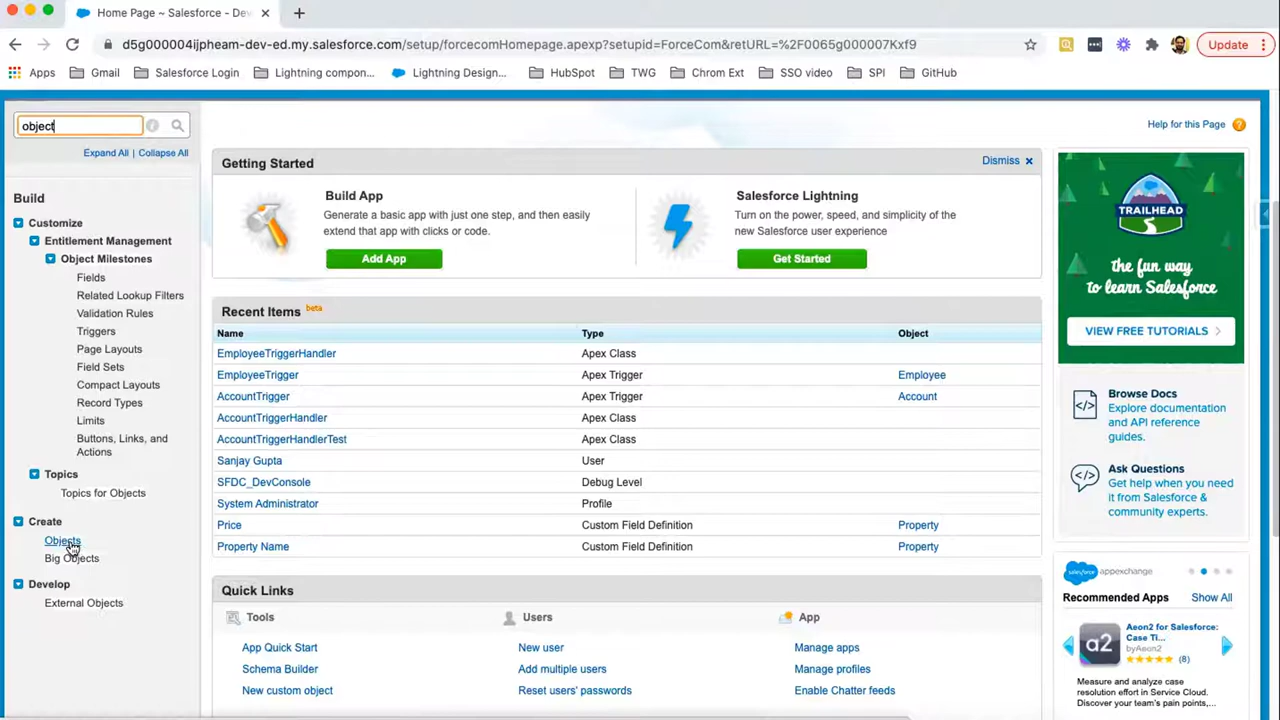 Home Page ~ Salesforce - Dev
d5g000004ijpheam-dev-ed.my.salesforce.com/setup/forcecomHomepage.apexp?setupid=ForceCom&retURL=%2F0065g000007Kxf9
Update
Apps
Gmail
Salesforce Login
Lightning compon...
Lightning Design...
HubSpot
TWG
Chrom Ext
SSO video
SPI
GitHub
object
Expand All | Collapse All
Build
Customize
Entitlement Management
Object Milestones
Fields
Related Lookup Filters
Validation Rules
Triggers
Page Layouts
Field Sets
Compact Layouts
Record Types
Limits
Buttons, Links, and
Actions
Topics
Topics for Objects
Create
Objects
Big Objects
Develop
External Objects
Help for this Page
Getting Started
Dismiss
Build App
Generate a basic app with just one step, and then easily
extend that app with clicks or code.
Add App
Salesforce Lightning
Turn on the power, speed, and simplicity of the
new Salesforce user experience
Get Started
Recent Items beta
Name Type Object
EmployeeTriggerHandler Apex Class
EmployeeTrigger Apex Trigger Employee
AccountTrigger Apex Trigger Account
AccountTriggerHandler Apex Class
AccountTriggerHandlerTest Apex Class
Sanjay Gupta User
SFDC_DevConsole Debug Level
System Administrator Profile
Price Custom Field Definition Property
Property Name Custom Field Definition Property
Quick Links
Tools
App Quick Start
Schema Builder
New custom object
Users
New user
Add multiple users
Reset users' passwords
App
Manage apps
Manage profiles
Enable Chatter feeds
TRAILHEAD
the fun way
to learn Salesforce
VIEW FREE TUTORIALS
Browse Docs
Explore documentation
and API reference
guides.
Ask Questions
Get help when you need
it from Salesforce &
community experts.
salesforce appexchange
Recommended Apps
Show All
a2
Aeon2 for Salesforce:
Case Ti...
byAeon2
(8)
Measure and analyze case
resolution effort in Service Cloud.
Discover your team's pain points,...